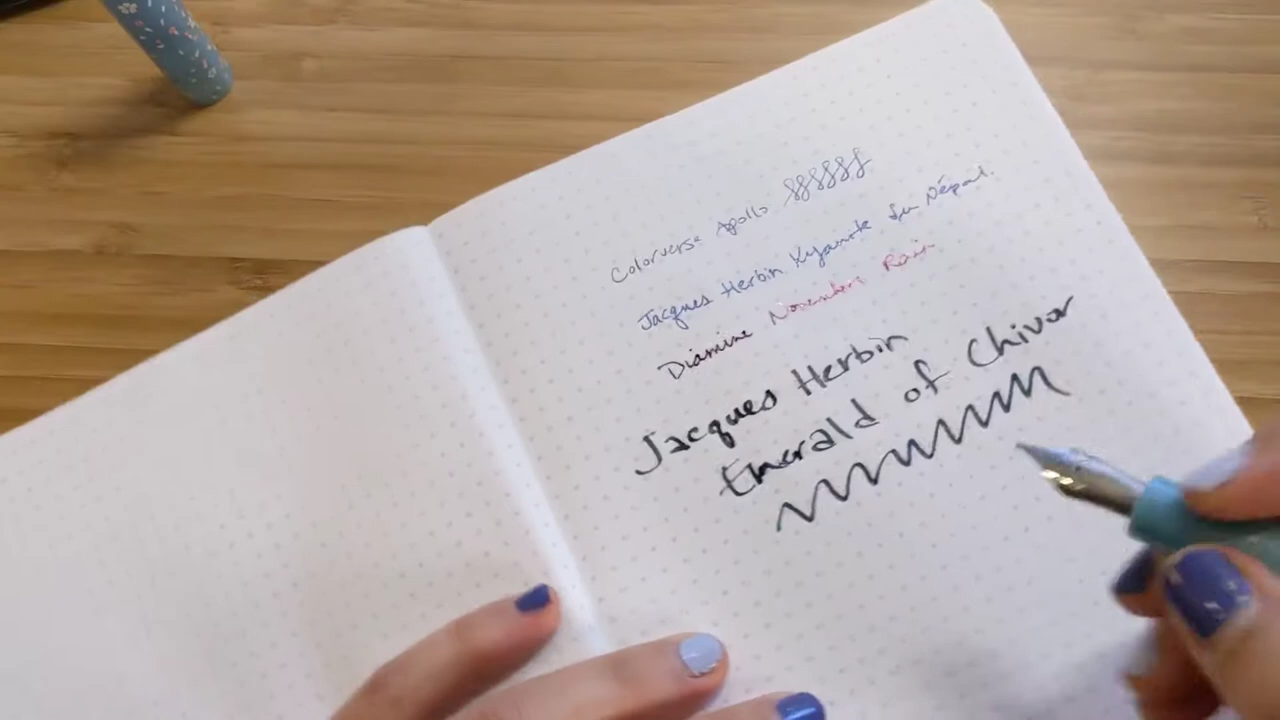 Colorverse Apollo
Jacques Herbin Kyanite du Népal.
Diamine November Rain
Jacques Herbin
Emerald of Chivor